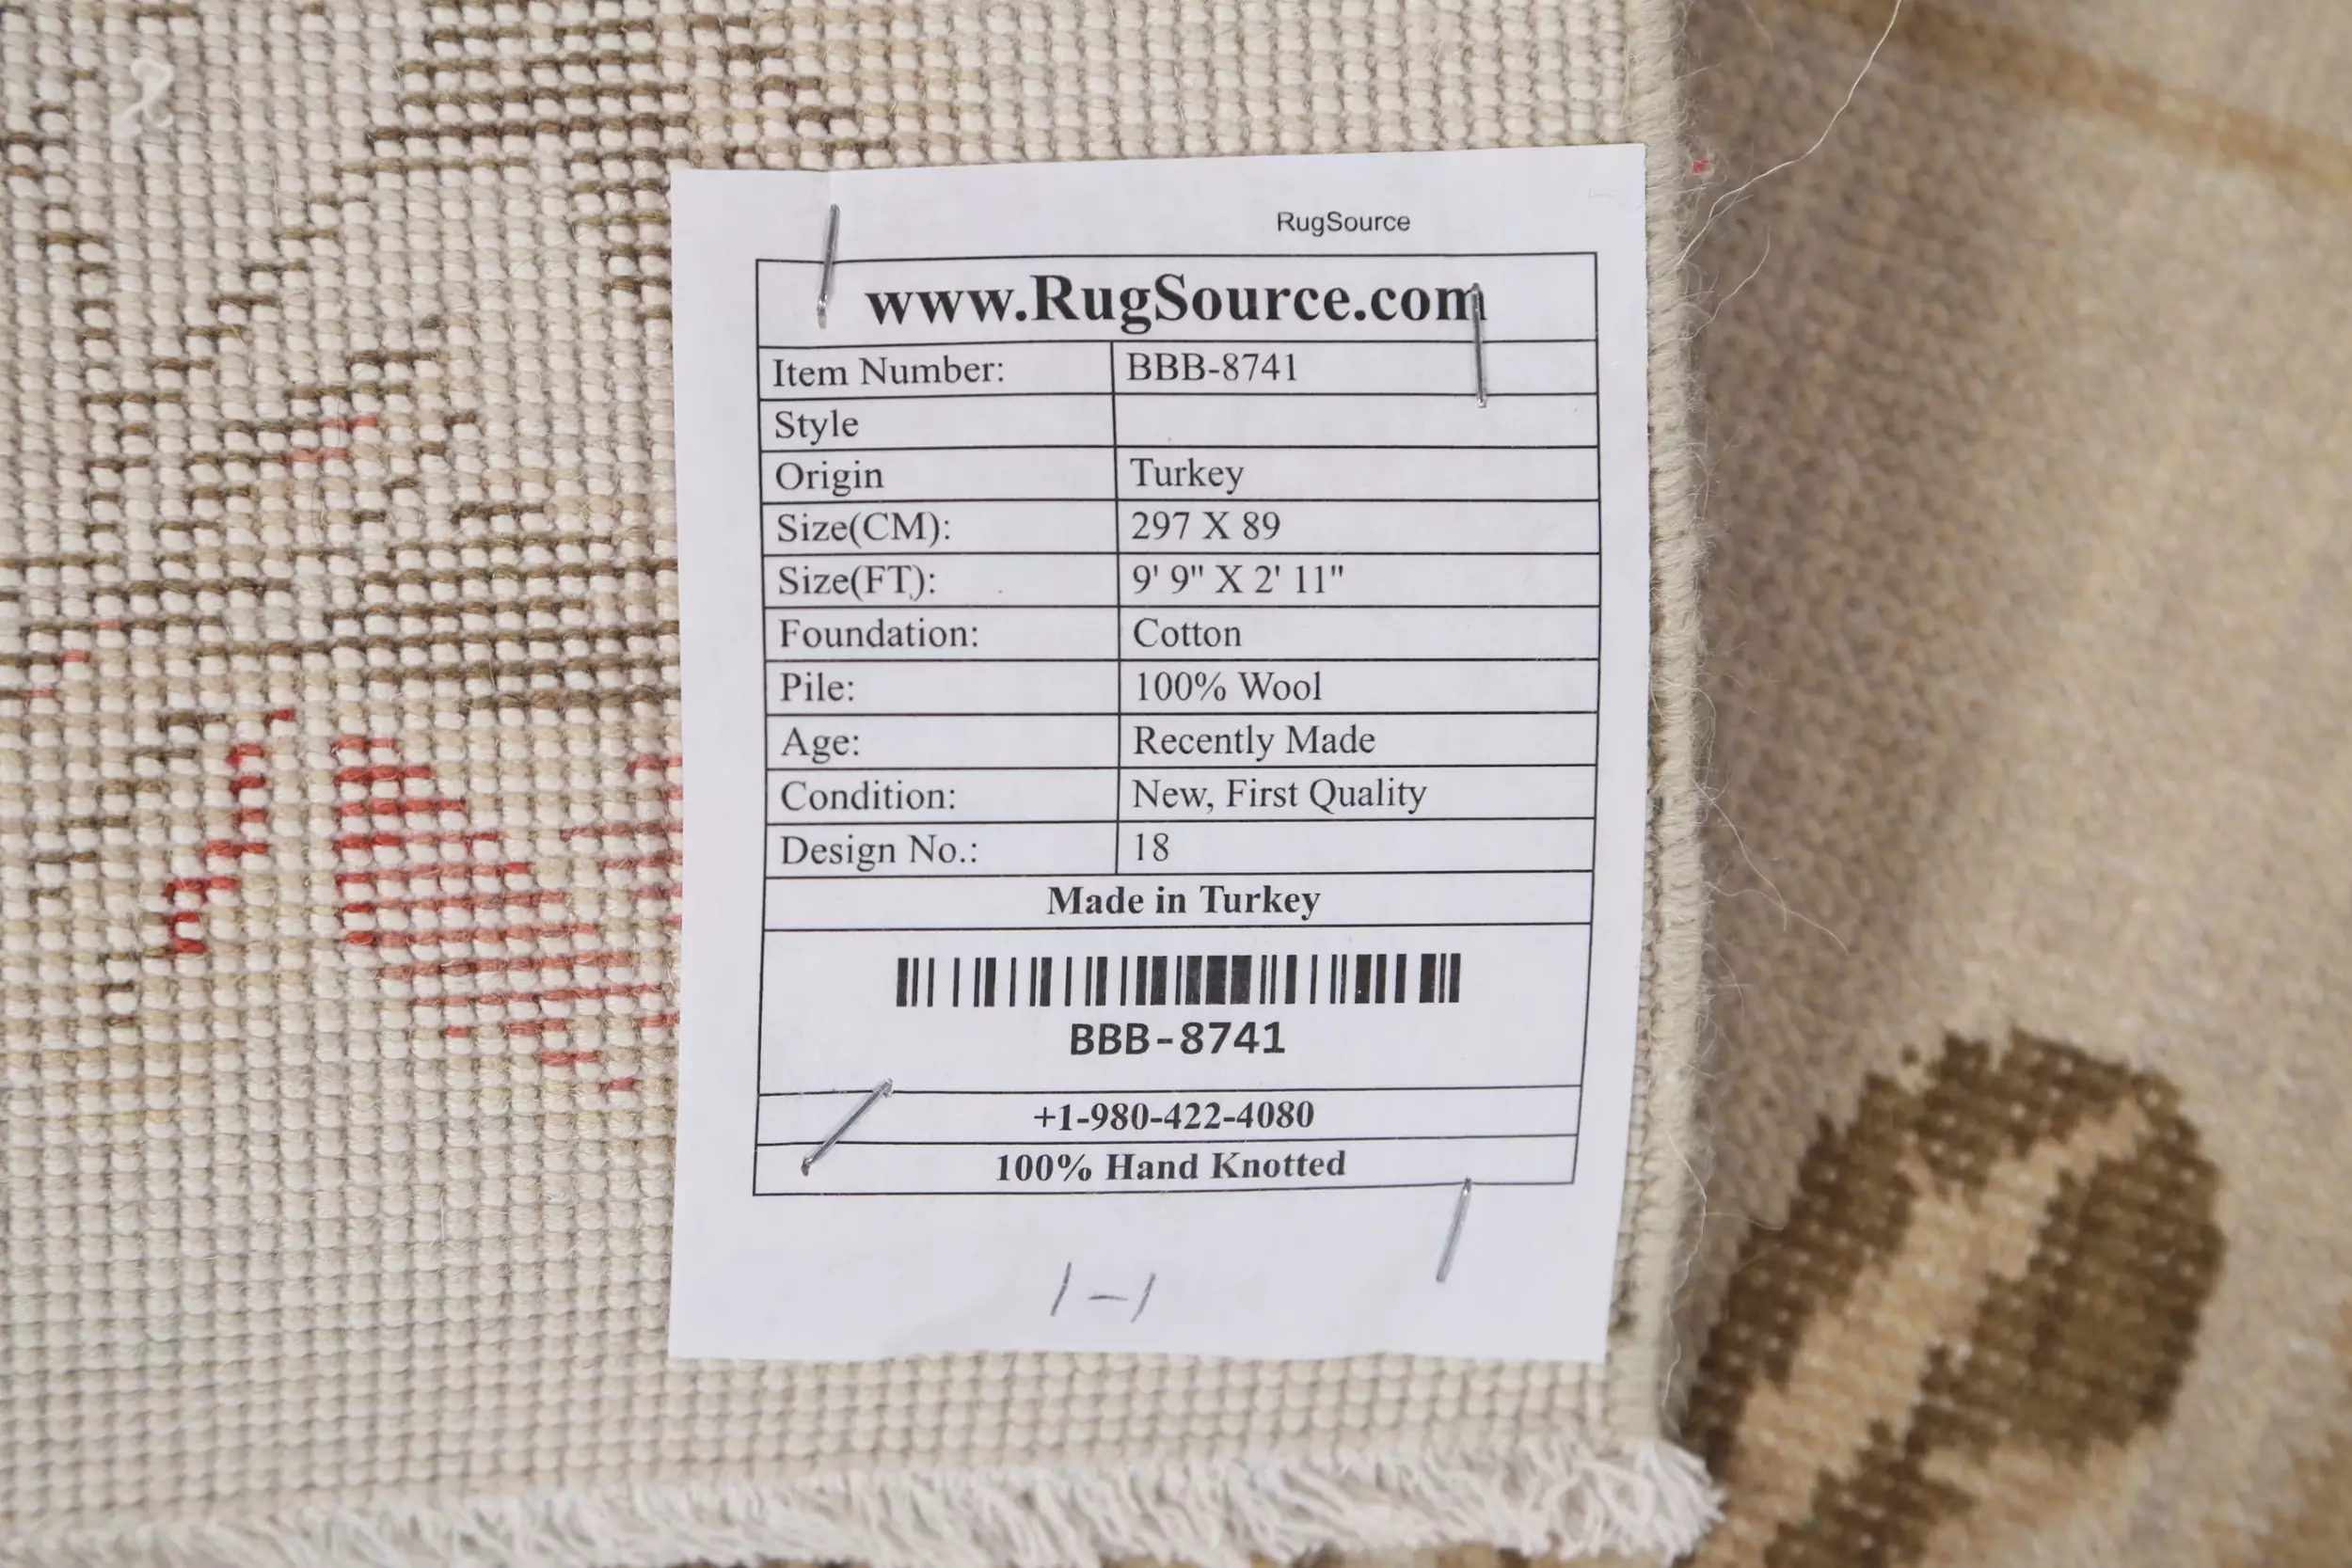 RugSource
www.RugSource.com
Item Number: BBB-8741
Style
Origin Turkey
Size(CM): 297 X 89
Size(FT): 9' 9" X 2' 11"
Foundation: Cotton
Pile: 100% Wool
Age: Recently Made
Condition: New, First Quality
Design No.: 18
Made in Turkey
BBB-8741
+1-980-422-4080
100% Hand Knotted
1-1